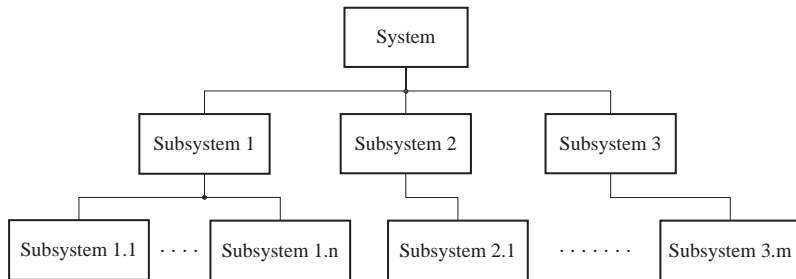 System
Subsystem 1
Subsystem 2
Subsystem 3
Subsystem 1.1
. . . .
Subsystem 1.n
Subsystem 2.1
. . . . . . .
Subsystem 3.m